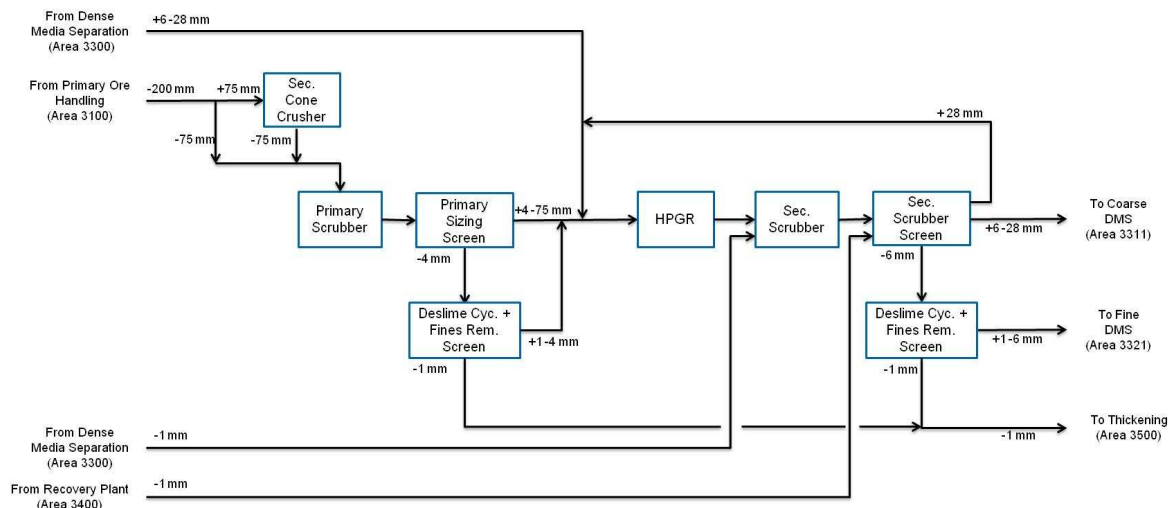 From Dense
Media Separation
(Area 3300)
+6 -28 mm
From Primary Ore
Handling
(Area 3100)
-200 mm
+75 mm
Sec.
Cone
Crusher
-75 mm
-75 mm
+ 28 mm
Primary
Scrubber
Primary
Sizing
Screen
+4 -75 mm
HPGR
Sec.
Scrubber
Sec.
Scrubber
Screen
+6 -28 mm
To Coarse
DMS
(Area 3311)
-4 mm
-6 mm
Deslime Cyc. +
Fines Rem.
Screen
+1 -4 mm
Deslime Cyc. +
Fines Rem.
Screen
+1 -6 mm
To Fine
DMS
(Area 3321)
-1 mm
-1 mm
From Dense
Media Separation
(Area 3300)
-1 mm
-1 mm
To Thickening
(Area 3500)
From Recovery Plant
(Area 3400)
-1 mm